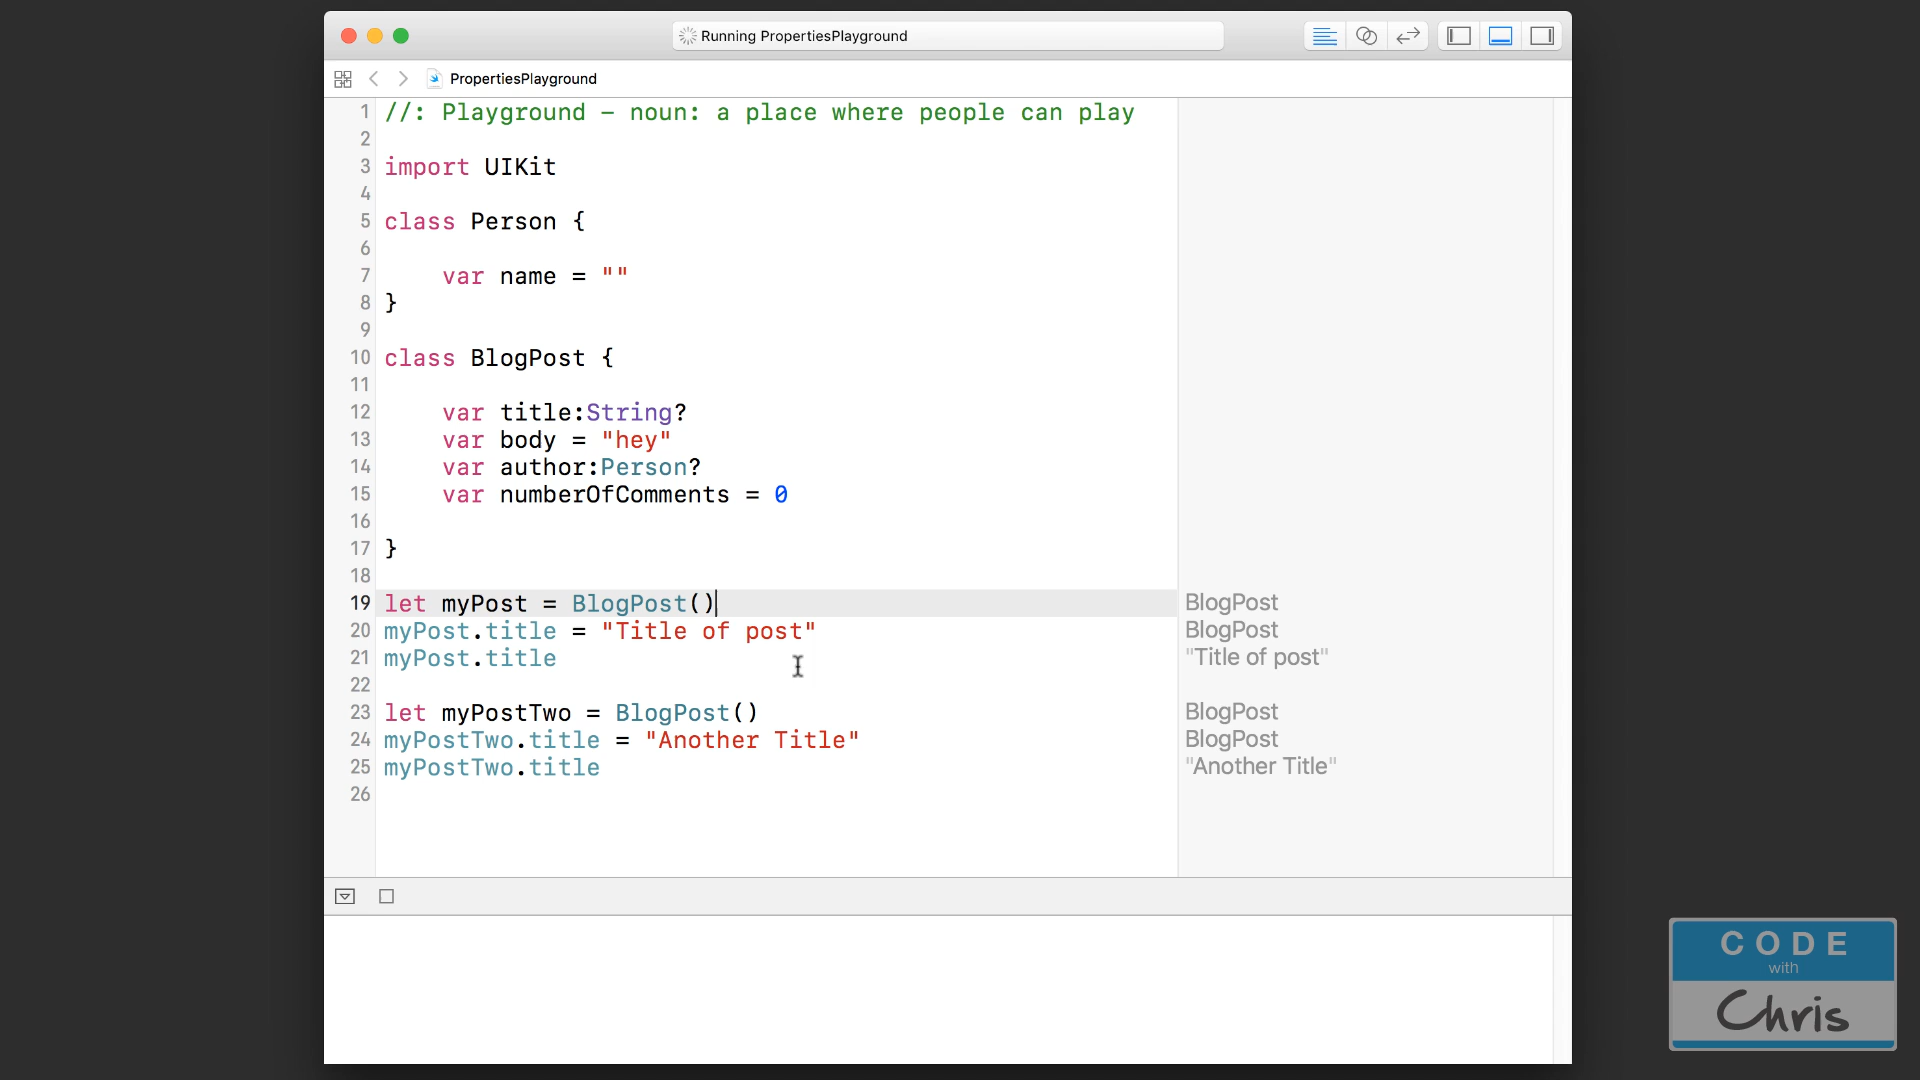 Running PropertiesPlayground
PropertiesPlayground
1 //: Playground – noun: a place where people can play
2
3 import UIKit
4
5 class Person {
6
7     var name = ""
8 }
9
10 class BlogPost {
11
12     var title:String?
13     var body = "hey"
14     var author:Person?
15     var numberOfComments = 0
16
17 }
18
19 let myPost = BlogPost() BlogPost
20 myPost.title = "Title of post" BlogPost
21 myPost.title "Title of post"
22
23 let myPostTwo = BlogPost() BlogPost
24 myPostTwo.title = "Another Title" BlogPost
25 myPostTwo.title "Another Title"
26
CODE
with
Chris